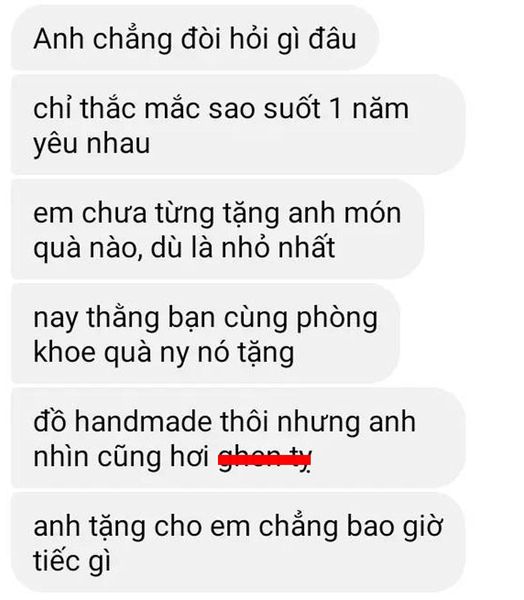 Anh chẳng đòi hỏi gì đâu
chỉ thắc mắc sao suốt 1 năm
yêu nhau
em chưa từng tặng anh món
quà nào, dù là nhỏ nhất
nay thằng bạn cùng phòng
khoe quà ny nó tặng
đồ handmade thôi nhưng anh
nhìn cũng hơi ghen tỵ
anh tặng cho em chẳng bao giờ
tiếc gì